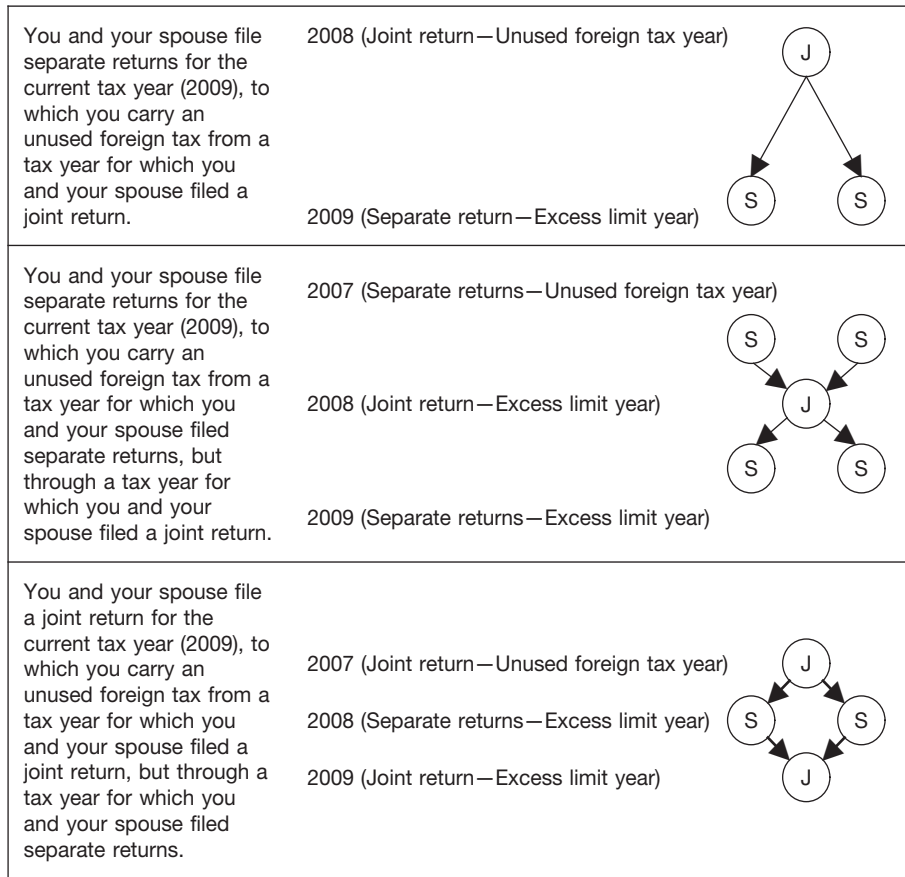 You and your spouse file
separate returns for the
current tax year (2009), to
which you carry an
unused foreign tax from a
tax year for which you
and your spouse filed a
joint return.
2008 (Joint return—Unused foreign tax year)
J
S S
2009 (Separate return—Excess limit year)
You and your spouse file
separate returns for the
current tax year (2009), to
which you carry an
unused foreign tax from a
tax year for which you
and your spouse filed
separate returns, but
through a tax year for
which you and your
spouse filed a joint return.
2007 (Separate returns—Unused foreign tax year)
S S
2008 (Joint return—Excess limit year)
J
S S
2009 (Separate returns—Excess limit year)
You and your spouse file
a joint return for the
current tax year (2009), to
which you carry an
unused foreign tax from a
tax year for which you
and your spouse filed a
joint return, but through a
tax year for which you
and your spouse filed
separate returns.
2007 (Joint return—Unused foreign tax year)
J
2008 (Separate returns—Excess limit year)
S S
2009 (Joint return—Excess limit year)
J